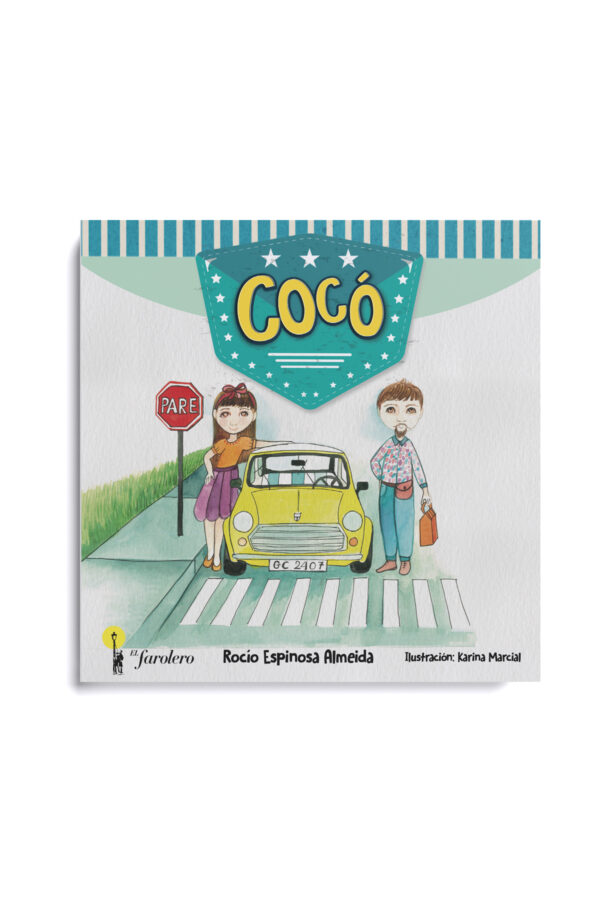 COCÓ
PARE
GC 2407
EL farolero
Rocío Espinosa Almeida
Ilustración: Karina Marcial